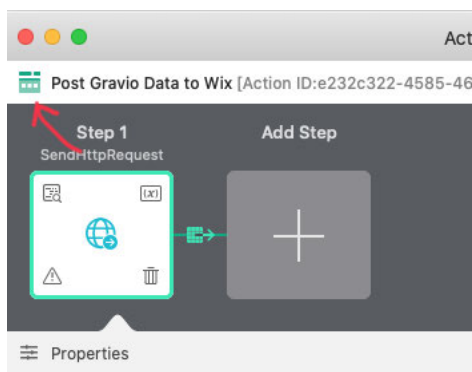 Act
Post Gravio Data to Wix [Action ID:e232c322-4585-46
Step 1
SendHttpRequest
Add Step
(x)
Properties